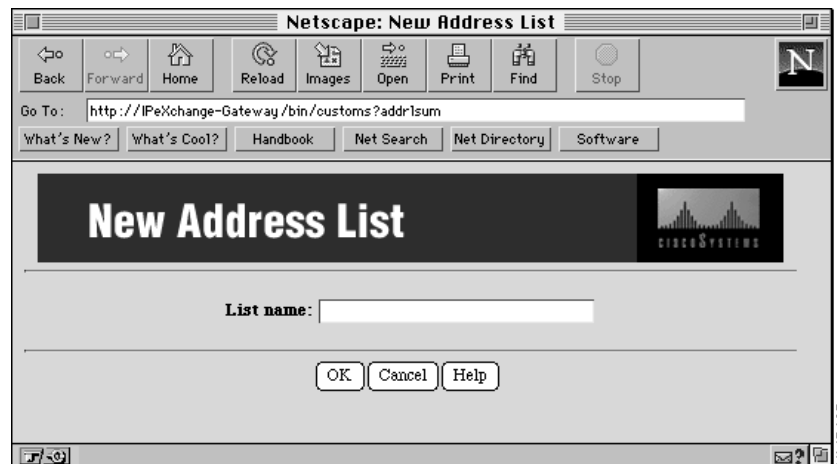 Netscape: New Address List
Back Forward Home Reload Images Open Print Find Stop
N
Go To: http://IPeXchange-Gateway/bin/customs?addrlsum
What's New? What's Cool? Handbook Net Search Net Directory Software
New Address List
CISCO SYSTEMS
List name:
OK Cancel Help
?